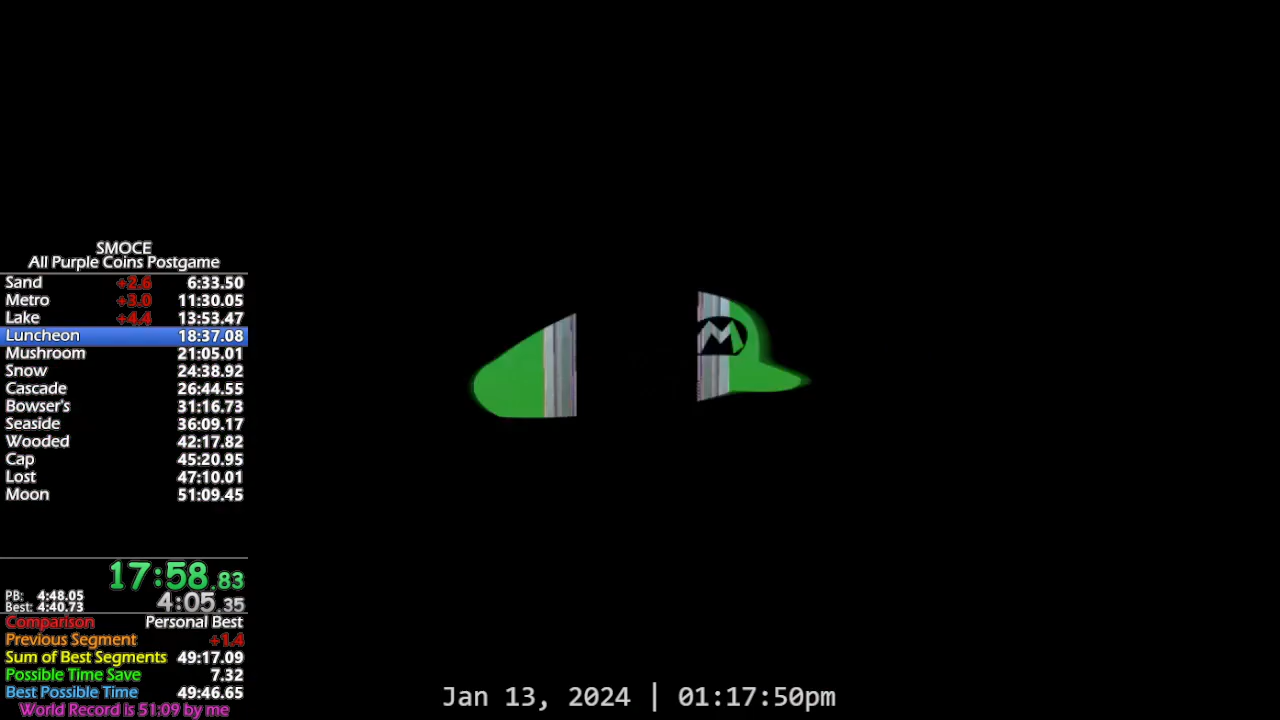 SMOCE
All Purple Coins Postgame
Sand +2.6 6:33.50
Metro +3.0 11:30.05
Lake +4.4 13:53.47
Luncheon 18:37.08
Mushroom 21:05.01
Snow 24:38.92
Cascade 26:44.55
Bowser's 31:16.73
Seaside 36:09.17
Wooded 42:17.82
Cap 45:20.95
Lost 47:10.01
Moon 51:09.45
17:58.83
PB: 4:48.05
Best: 4:40.73
4:05.35
Comparison Personal Best
Previous Segment +1.4
Sum of Best Segments 49:17.09
Possible Time Save 7.32
Best Possible Time 49:46.65
World Record is 51:09 by me
M
Jan 13, 2024 | 01:17:50pm